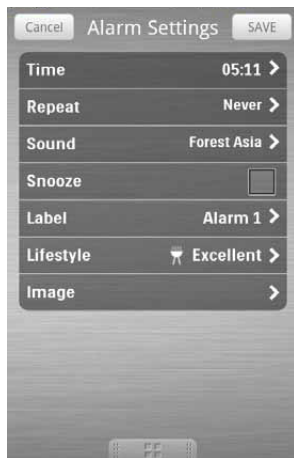 Cancel Alarm Settings SAVE
Time 05:11
Repeat Never
Sound Forest Asia
Snooze
Label Alarm 1
Lifestyle Excellent
Image